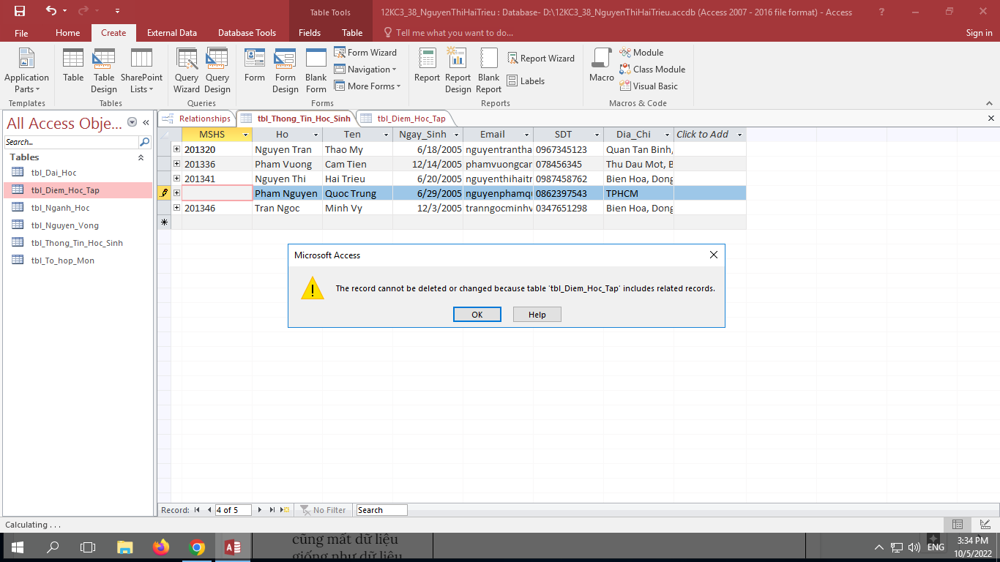 Table Tools
12KC3_38_NguyenThiHaiTrieu : Database- D:\12KC3_38_NguyenThiHaiTrieu.accdb (Access 2007 - 2016 file format) - Access
?
File Home Create External Data Database Tools Fields Table Tell me what you want to do... Sign in
Application Parts
Table
Table Design
SharePoint Lists
Query Wizard
Query Design
Form
Form Design
Blank Form
Form Wizard
Navigation
More Forms
Report
Report Design
Blank Report
Report Wizard
Labels
Macro
Module
Class Module
Visual Basic
Templates Tables Queries Forms Reports Macros & Code
All Access Obje...
Search...
Tables
tbl_Dai_Hoc
tbl_Diem_Hoc_Tap
tbl_Nganh_Hoc
tbl_Nguyen_Vong
tbl_Thong_Tin_Hoc_Sinh
tbl_To_hop_Mon
Relationships tbl_Thong_Tin_Hoc_Sinh tbl_Diem_Hoc_Tap
MSHS Ho Ten Ngay_Sinh Email SDT Dia_Chi Click to Add
201320 Nguyen Tran Thao My 6/18/2005 nguyentrantha 0967345123 Quan Tan Binh,
201336 Pham Vuong Cam Tien 12/14/2005 phamvuongcam 078456345 Thu Dau Mot, B
201341 Nguyen Thi Hai Trieu 6/20/2005 nguyenthihaitr 0987458762 Bien Hoa, Dong
Pham Nguyen Quoc Trung 6/29/2005 nguyenphamqu 0862397543 TPHCM
201346 Tran Ngoc Minh Vy 12/3/2005 tranngocminhv 0347651298 Bien Hoa, Dong
Microsoft Access
The record cannot be deleted or changed because table 'tbl_Diem_Hoc_Tap' includes related records.
OK Help
Record: 4 of 5 No Filter Search
Calculating . . .
cũng mất dữ liệu
giống như dữ liệu
ENG
3:34 PM
10/5/2022